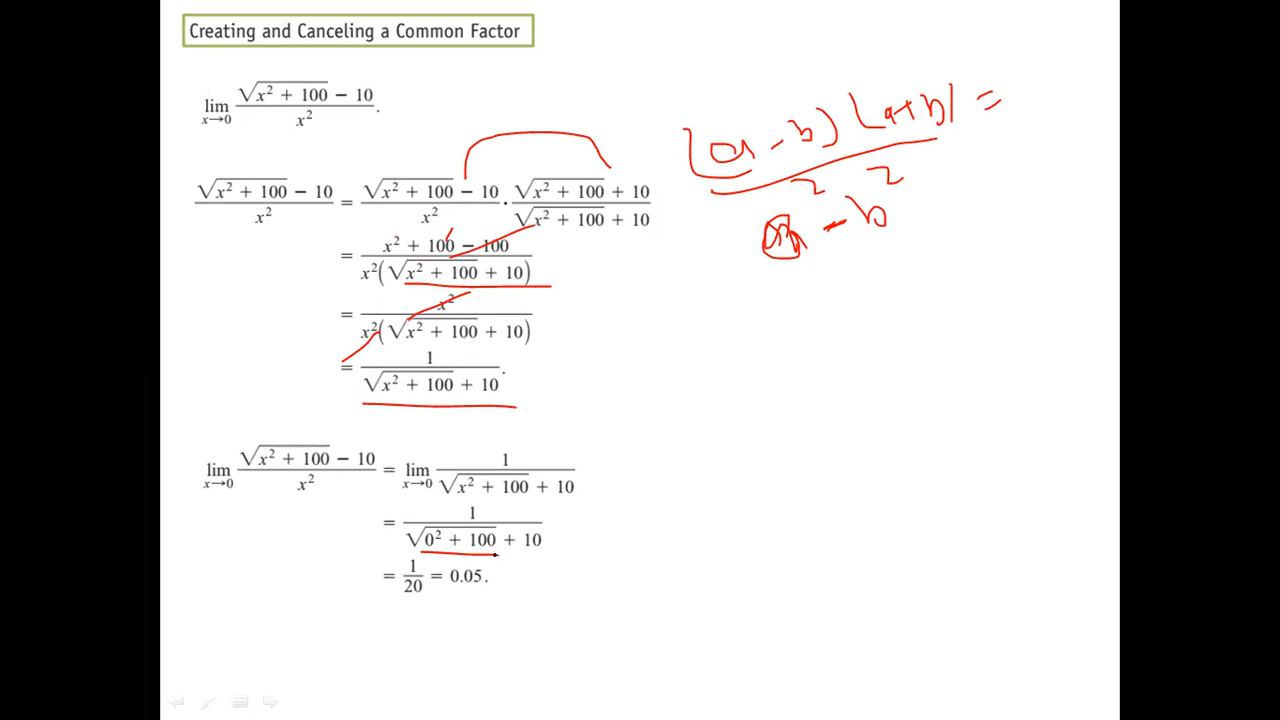 Creating and Canceling a Common Factor
lim x→0 (√(x² + 100) − 10) / x².
(√(x² + 100) − 10) / x² = (√(x² + 100) − 10) / x² · (√(x² + 100) + 10) / (√(x² + 100) + 10)
= (x² + 100 − 100) / (x²(√(x² + 100) + 10))
= x² / (x²(√(x² + 100) + 10))
= 1 / (√(x² + 100) + 10).
lim x→0 (√(x² + 100) − 10) / x² = lim x→0 1 / (√(x² + 100) + 10)
= 1 / (√(0² + 100) + 10)
= 1/20 = 0.05.
(a - b) (a+b) =
a² - b²